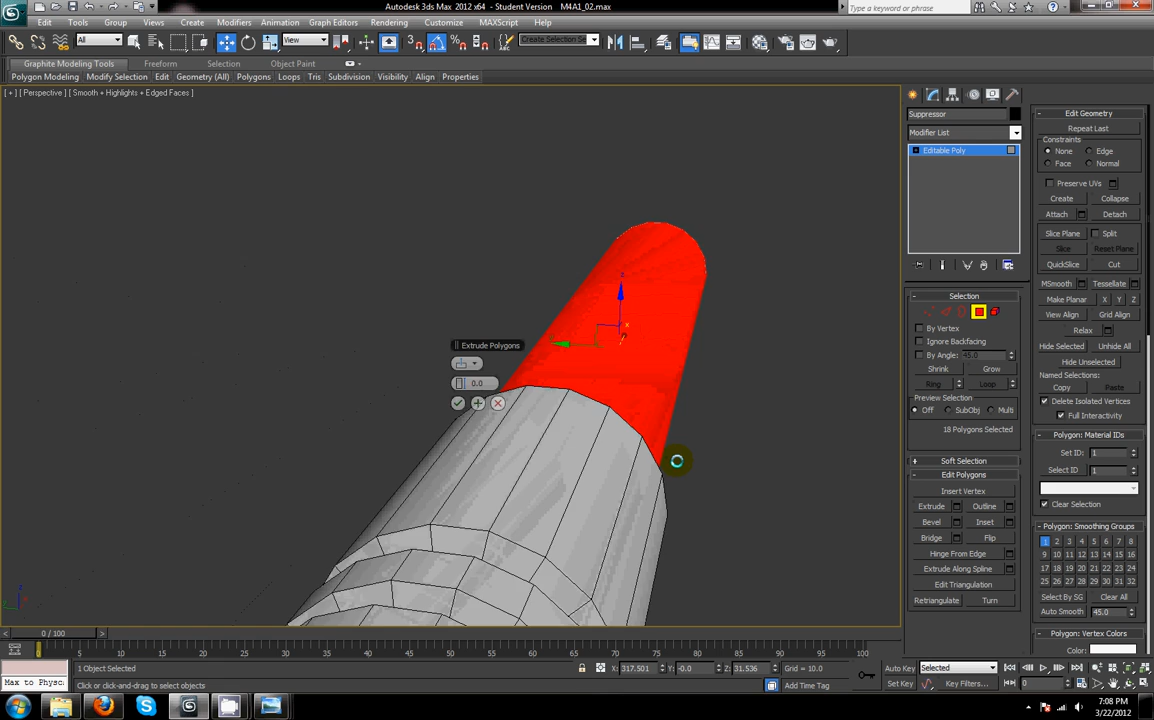 Autodesk 3ds Max 2012 x64 - Student Version M4A1_02.max
Type a keyword or phrase
Edit Tools Group Views Create Modifiers Animation Graph Editors Rendering Customize MAXScript Help
All View Create Selection Se
Graphite Modeling Tools Freeform Selection Object Paint
Polygon Modeling Modify Selection Edit Geometry (All) Polygons Loops Tris Subdivision Visibility Align Properties
[ + ] [ Perspective ] [ Smooth + Highlights + Edged Faces ]
Extrude Polygons
0.0
z
x
Suppressor
Modifier List
Editable Poly
Selection
By Vertex
Ignore Backfacing
By Angle: 45.0
Shrink Grow
Ring Loop
Preview Selection
Off SubObj Multi
18 Polygons Selected
Soft Selection
Edit Polygons
Insert Vertex
Extrude Outline
Bevel Inset
Bridge Flip
Hinge From Edge
Extrude Along Spline
Edit Triangulation
Retriangulate Turn
Edit Geometry
Repeat Last
Constraints
None Edge
Face Normal
Preserve UVs
Create Collapse
Attach Detach
Slice Plane Split
Slice Reset Plane
QuickSlice Cut
MSmooth Tessellate
Make Planar X Y Z
View Align Grid Align
Relax
Hide Selected Unhide All
Hide Unselected
Named Selections:
Copy Paste
Delete Isolated Vertices
Full Interactivity
Polygon: Material IDs
Set ID: 1
Select ID 1
Clear Selection
Polygon: Smoothing Groups
1 2 3 4 5 6 7 8
9 10 11 12 13 14 15 16
17 18 19 20 21 22 23 24
25 26 27 28 29 30 31 32
Select By SG Clear All
Auto Smooth 45.0
Polygon: Vertex Colors
Color:
0 / 100
0 5 10 15 20 25 30 35 40 45 50 55 60 65 70 75 80 85 90 95 100
1 Object Selected X: 317.501 Y: -0.0 Z: 31.536 Grid = 10.0 Auto Key Selected
Max to Physc. Click or click-and-drag to select objects Add Time Tag Set Key Key Filters... 0
7:08 PM
3/22/2012